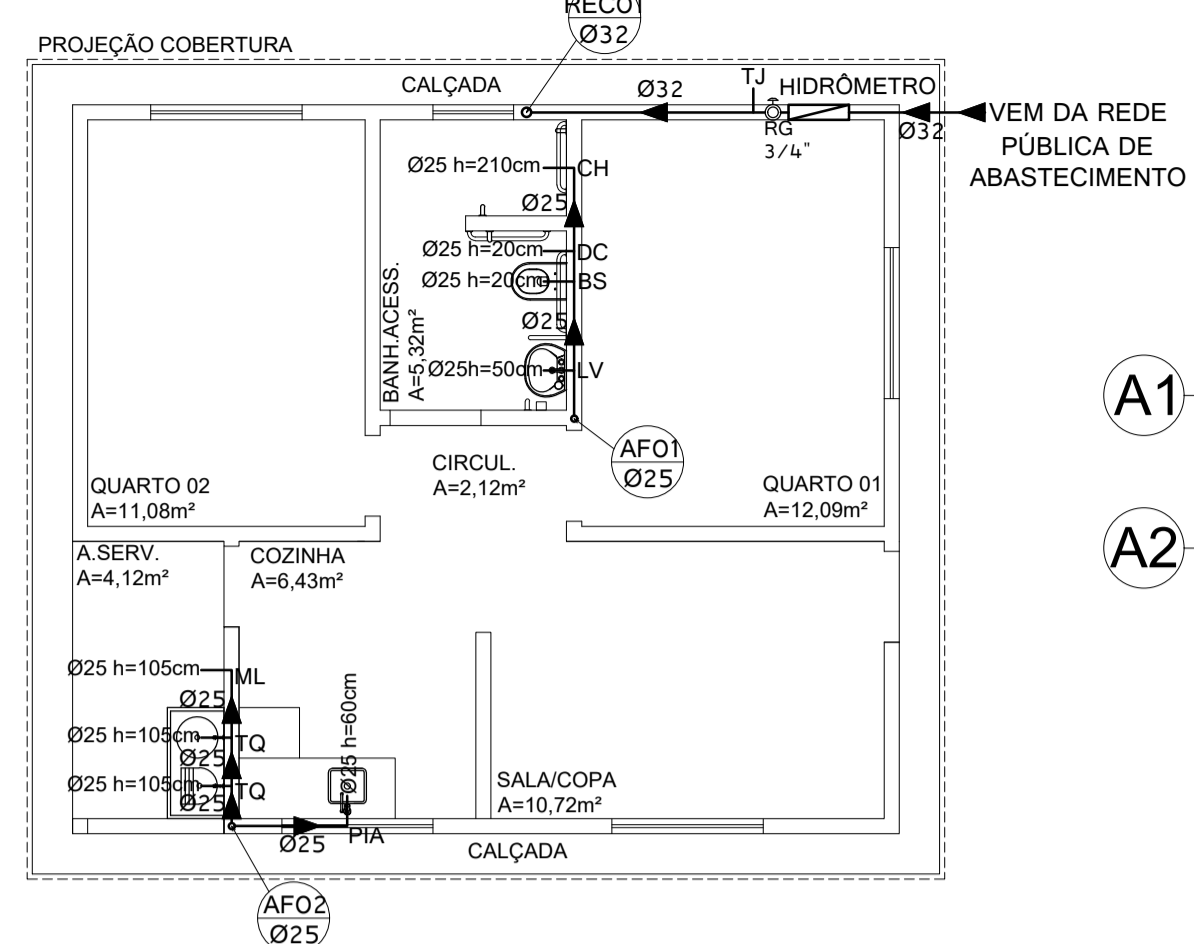 REC01
Ø32
PROJEÇÃO COBERTURA
CALÇADA
Ø32
TJ
HIDRÔMETRO
RG
3/4"
Ø32
VEM DA REDE
PÚBLICA DE
ABASTECIMENTO
Ø25 h=210cm
CH
Ø25
Ø25 h=20cm
DC
Ø25 h=20cm
BS
Ø25
BANH.ACESS.
A=5,32m²
Ø25h=50cm
LV
A1
AF01
Ø25
CIRCUL.
A=2,12m²
QUARTO 02
A=11,08m²
QUARTO 01
A=12,09m²
A2
A.SERV.
A=4,12m²
COZINHA
A=6,43m²
Ø25 h=105cm
ML
Ø25
Ø25 h=105cm
TQ
Ø25
Ø25 h=105cm
TQ
Ø25
Ø25 h=60cm
SALA/COPA
A=10,72m²
Ø25
PIA
CALÇADA
AF02
Ø25